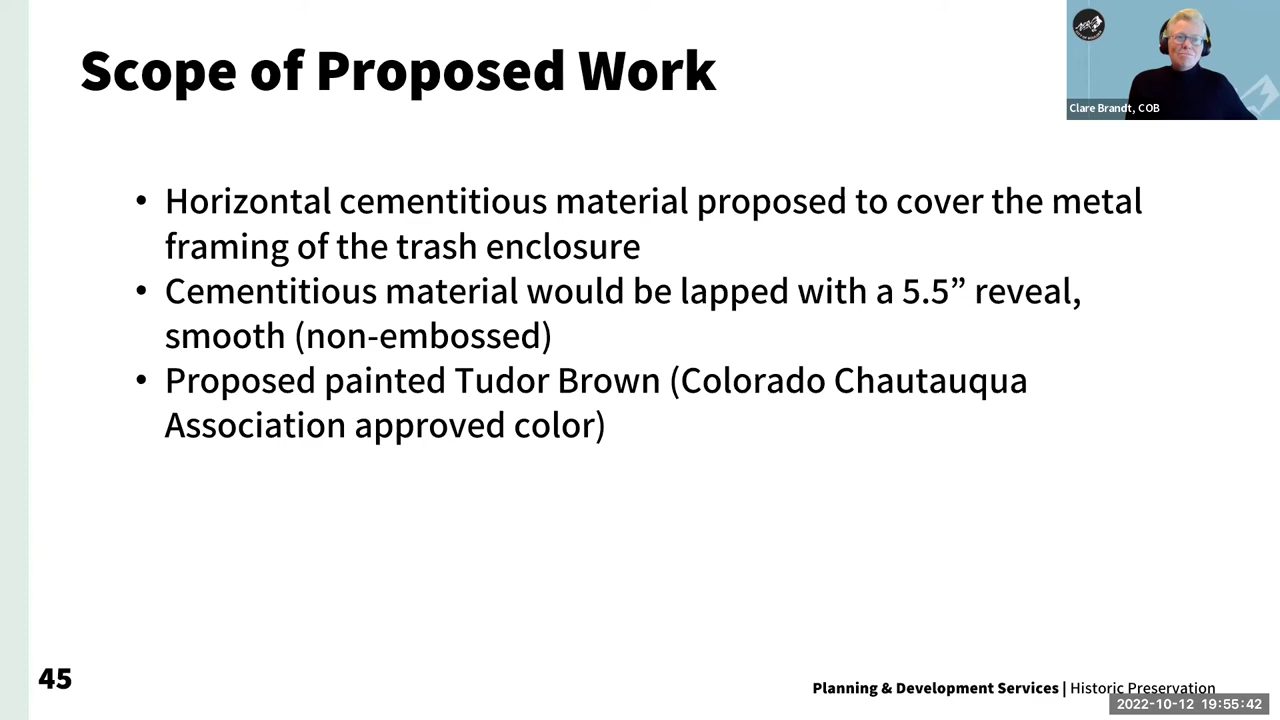 Scope of Proposed Work
Clare Brandt, COB
• Horizontal cementitious material proposed to cover the metal
framing of the trash enclosure
• Cementitious material would be lapped with a 5.5” reveal,
smooth (non-embossed)
• Proposed painted Tudor Brown (Colorado Chautauqua
Association approved color)
45
Planning & Development Services | Historic Preservation
2022-10-12 19:55:42